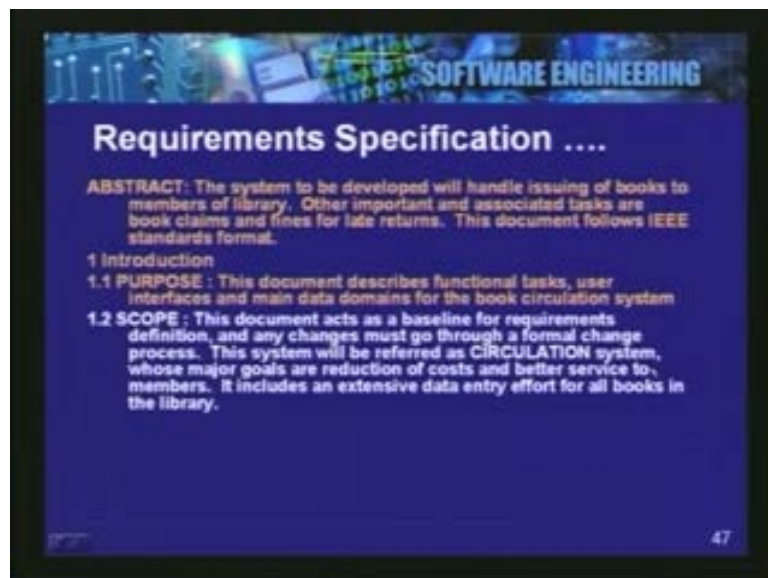 SOFTWARE ENGINEERING
Requirements Specification ....
ABSTRACT: The system to be developed will handle issuing of books to
members of library. Other important and associated tasks are
book claims and fines for late returns. This document follows IEEE
standards format.
1 Introduction
1.1 PURPOSE : This document describes functional tasks, user
interfaces and main data domains for the book circulation system
1.2 SCOPE : This document acts as a baseline for requirements
definition, and any changes must go through a formal change
process. This system will be referred as CIRCULATION system,
whose major goals are reduction of costs and better service to
members. It includes an extensive data entry effort for all books in
the library.
47